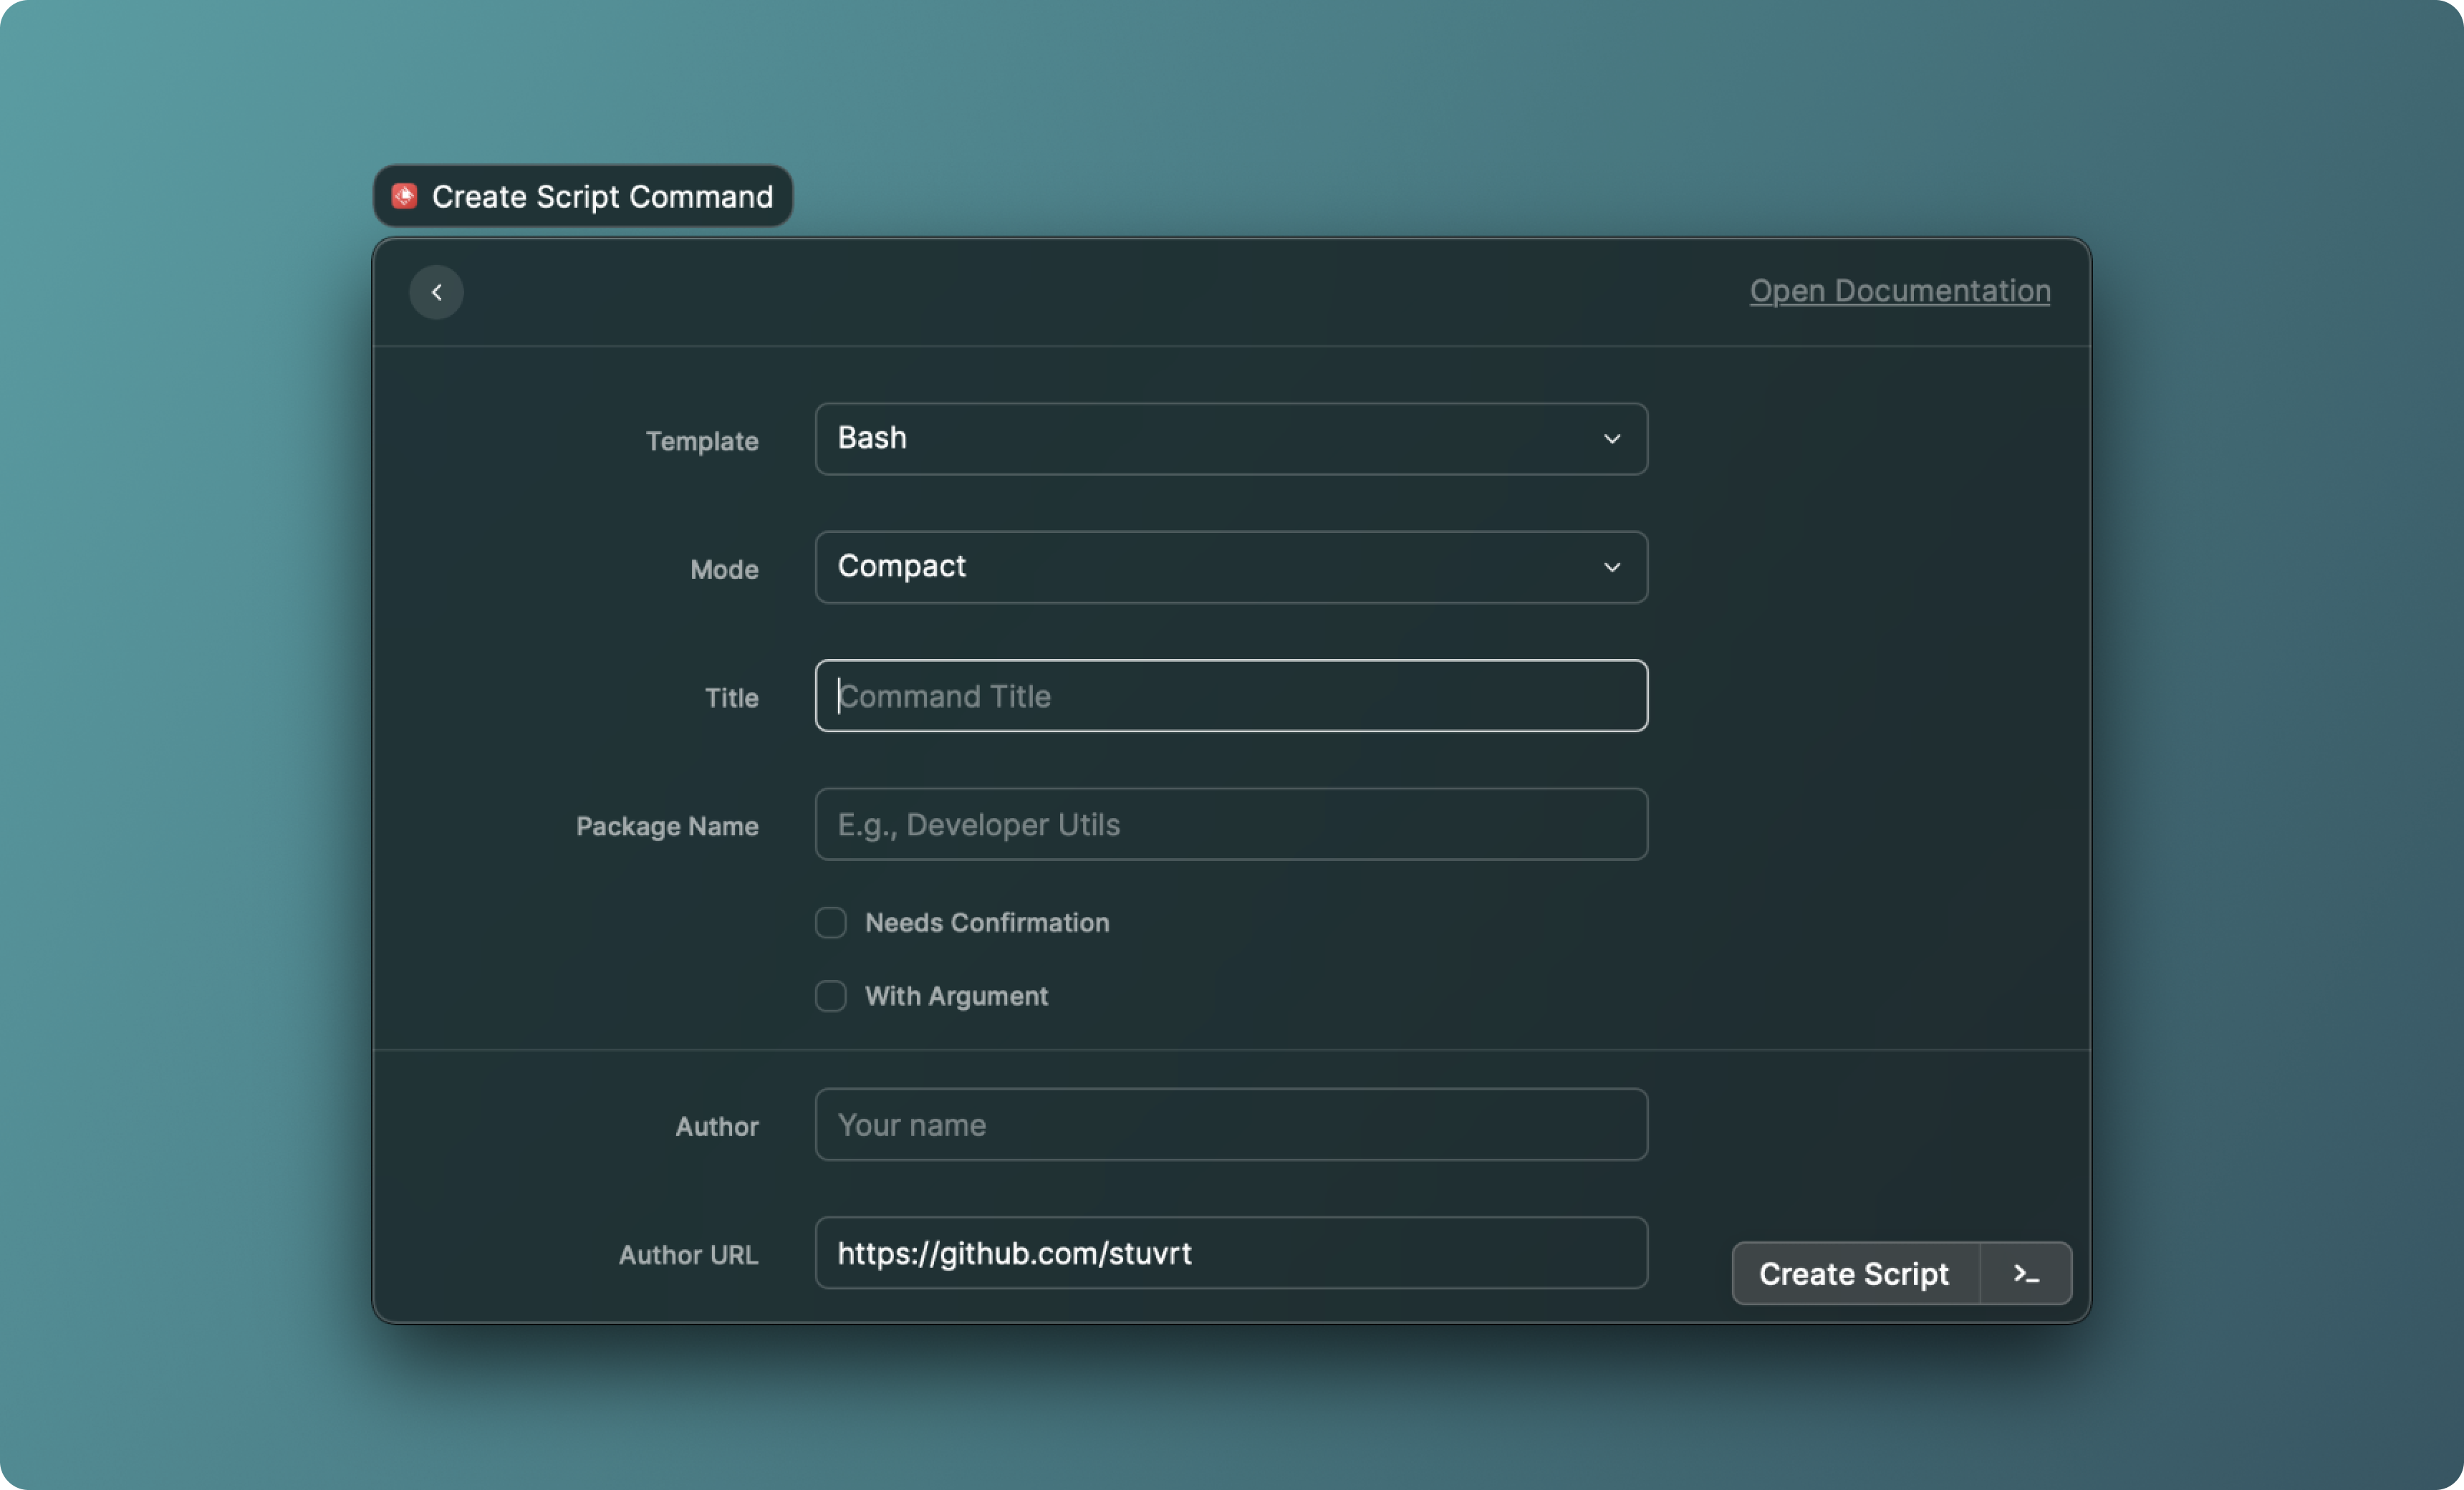 Create Script Command
Open Documentation
Template
Bash
Mode
Compact
Title
Command Title
Package Name
E.g., Developer Utils
Needs Confirmation
With Argument
Author
Your name
Author URL
https://github.com/stuvrt
Create Script
>_